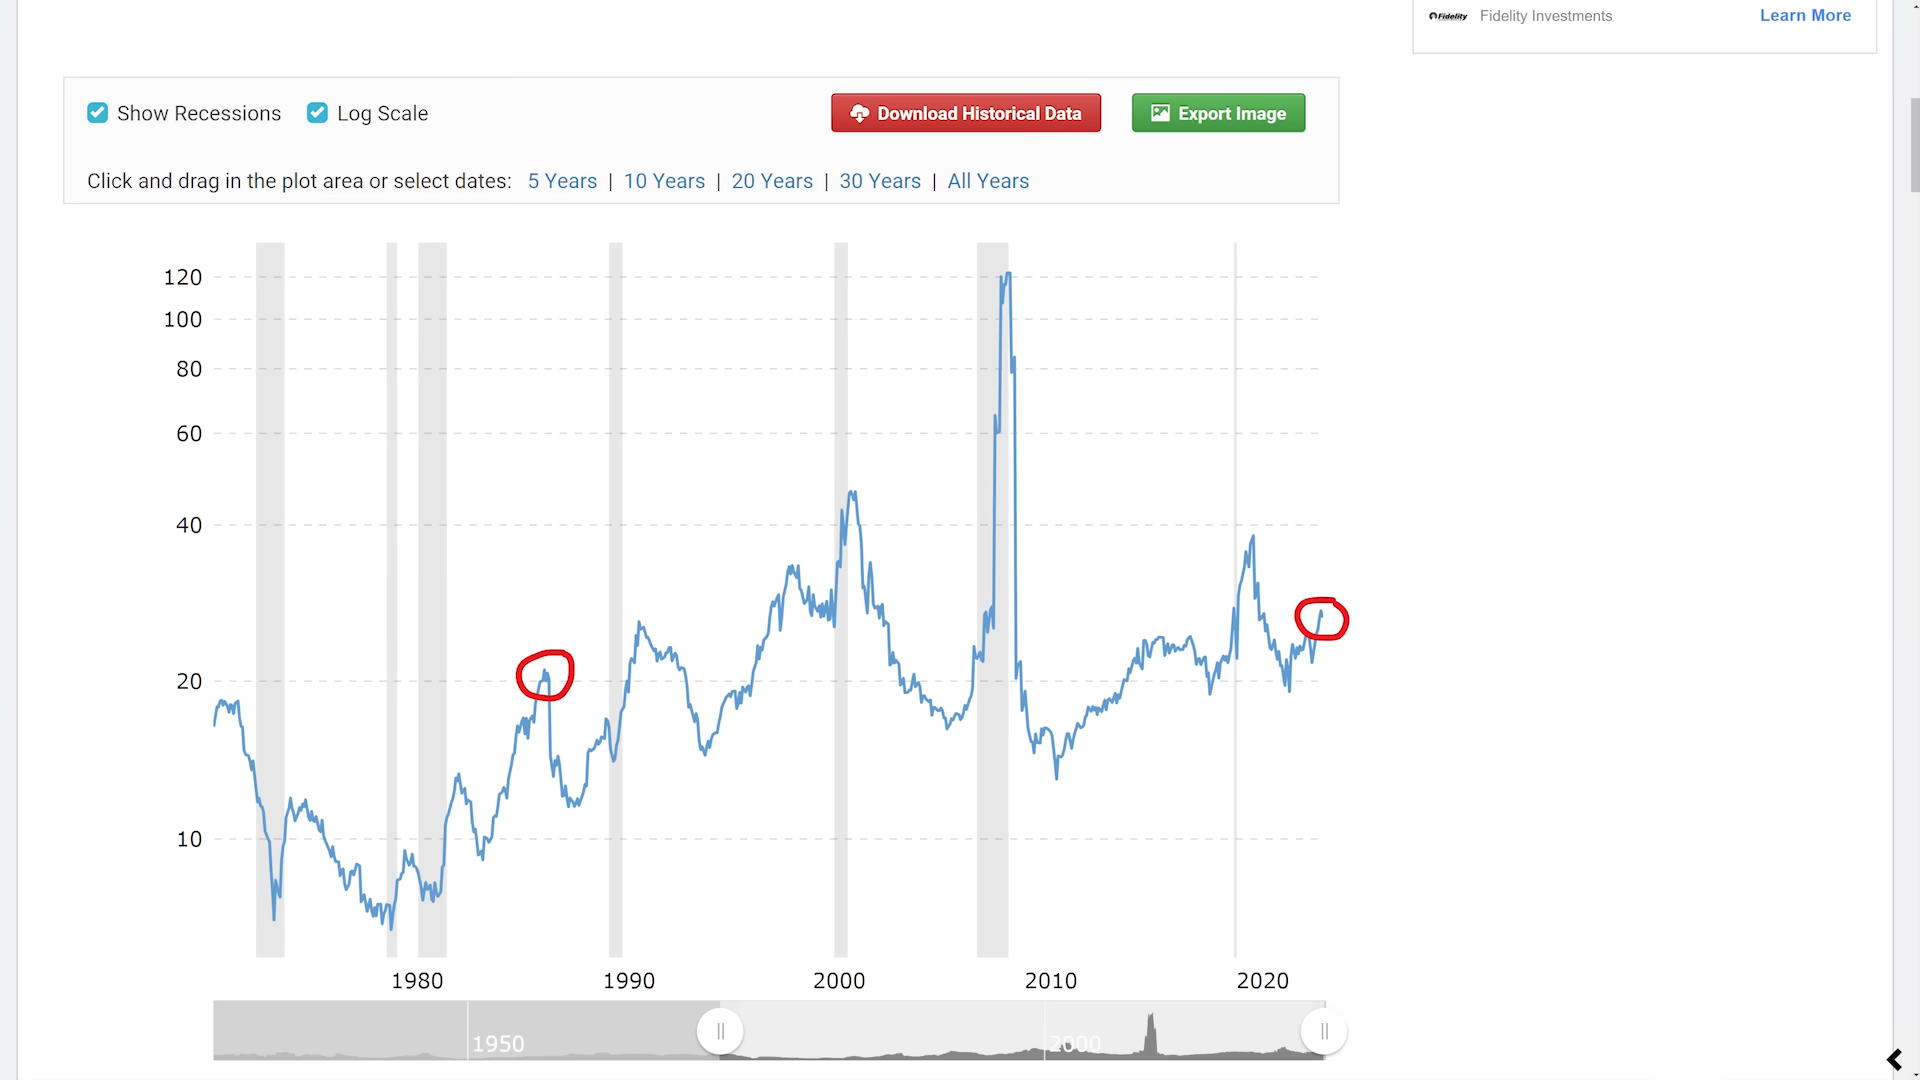 Fidelity Fidelity Investments Learn More
Show Recessions Log Scale Download Historical Data Export Image
Click and drag in the plot area or select dates: 5 Years | 10 Years | 20 Years | 30 Years | All Years
120
100
80
60
40
20
10
1980 1990 2000 2010 2020
1950 2000